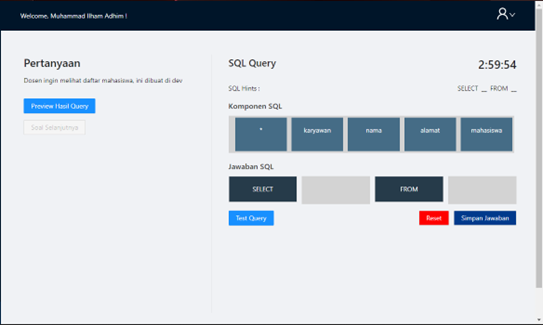 Welcome, Muhammad Ilham Adhim !
Pertanyaan
Dosen ingin melihat daftar mahasiswa, ini dibuat di dev
Preview Hasil Query
Soal Selanjutnya
SQL Query
2:59:54
SQL Hints :
SELECT __ FROM __
Komponen SQL
* karyawan nama alamat mahasiswa
Jawaban SQL
SELECT FROM
Test Query Reset Simpan Jawaban